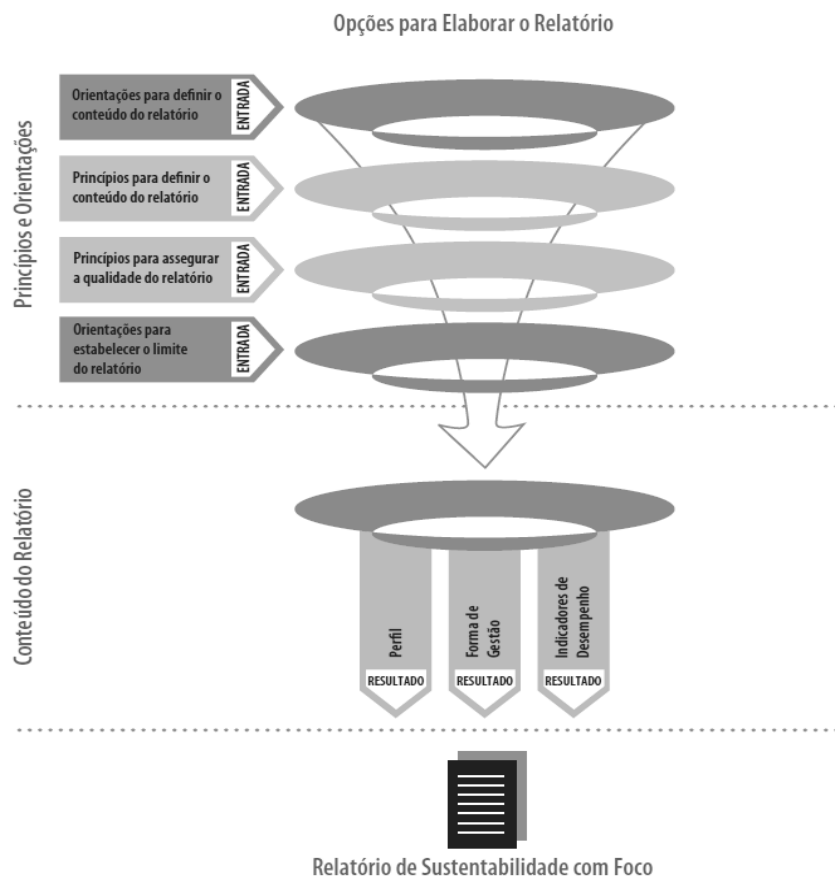 Opções para Elaborar o Relatório
Princípios e Orientações
Orientações para definir o
conteúdo do relatório
ENTRADA
Princípios para definir o
conteúdo do relatório
ENTRADA
Princípios para assegurar
a qualidade do relatório
ENTRADA
Orientações para
estabelecer o limite
do relatório
ENTRADA
Conteúdo do Relatório
Perfil
RESULTADO
Forma de
Gestão
RESULTADO
Indicadores de
Desempenho
RESULTADO
Relatório de Sustentabilidade com Foco